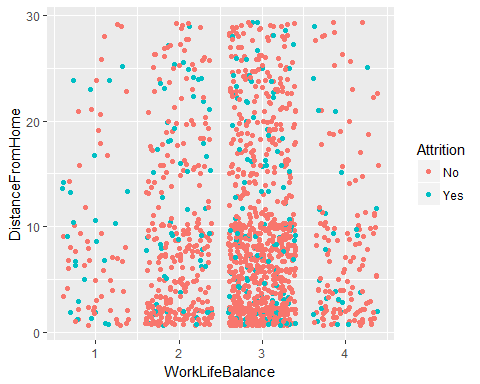 30
20
10
0
DistanceFromHome
1 2 3 4
WorkLifeBalance
Attrition
No
Yes